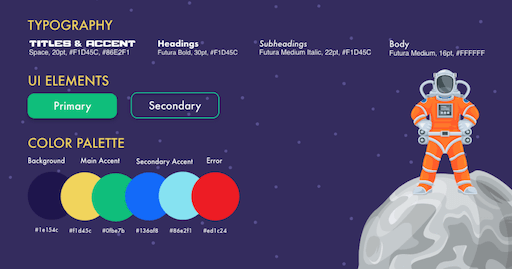 TYPOGRAPHY
TITLES & ACCENT
Space, 20pt, #F1D45C, #86E2F1
Headings
Futura Bold, 30pt, #F1D45C
Subheadings
Futura Medium Italic, 22pt, #F1D45C
Body
Futura Medium, 16pt, #FFFFFF
UI ELEMENTS
Primary
Secondary
COLOR PALETTE
Background
Main Accent
Secondary Accent
Error
#1e154c
#f1d45c
#0fbe7b
#136af8
#86e2f1
#ed1c24